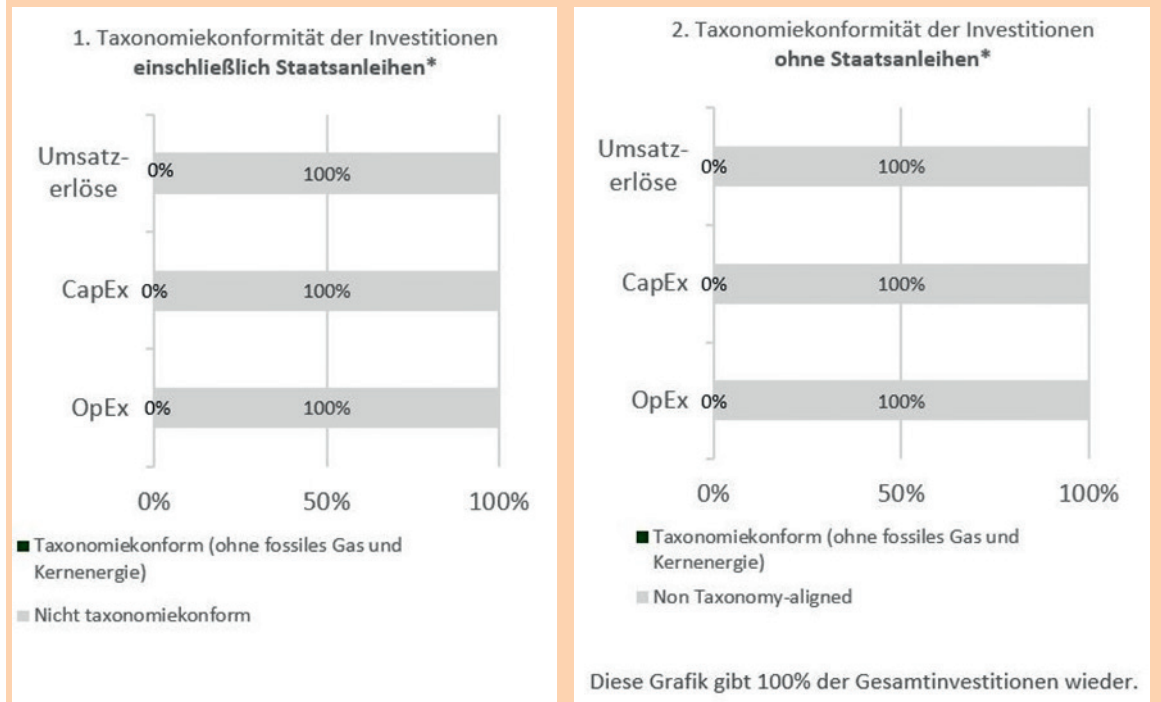 1. Taxonomiekonformität der Investitionen
einschließlich Staatsanleihen*
Umsatz-
erlöse
0%
100%
CapEx
0%
100%
OpEx
0%
100%
0%
50%
100%
Taxonomiekonform (ohne fossiles Gas und
Kernenergie)
Nicht taxonomiekonform
2. Taxonomiekonformität der Investitionen
ohne Staatsanleihen*
Umsatz-
erlöse
0%
100%
CapEx
0%
100%
OpEx
0%
100%
0%
50%
100%
Taxonomiekonform (ohne fossiles Gas und
Kernenergie)
Non Taxonomy-aligned
Diese Grafik gibt 100% der Gesamtinvestitionen wieder.